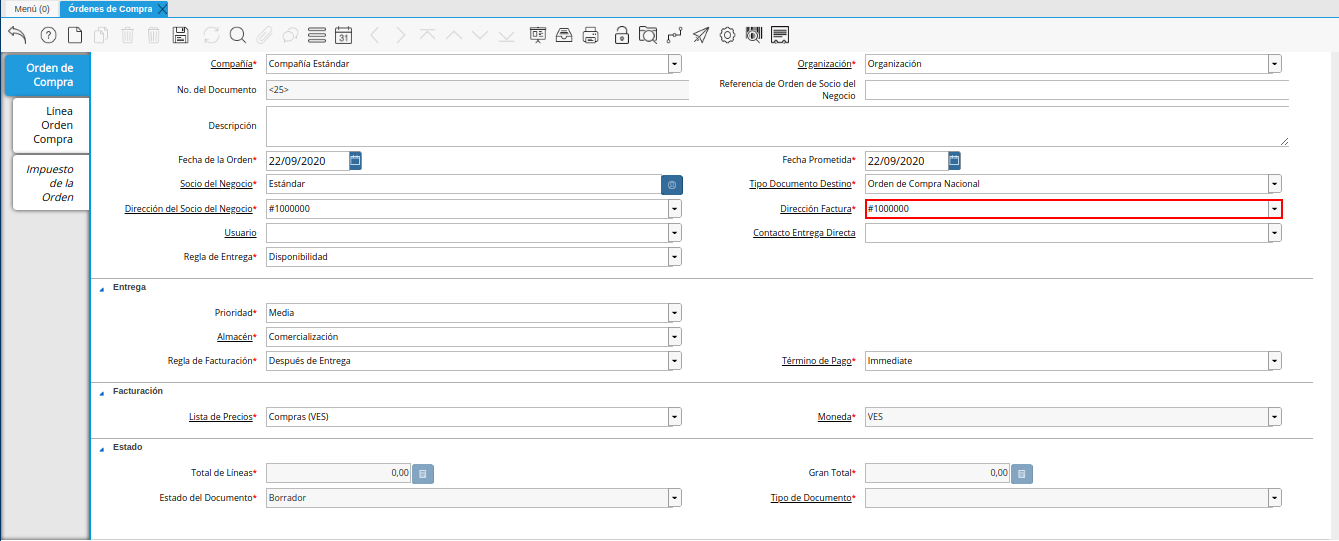 Menú (0)
Órdenes de Compra
31
Orden de
Compra
Línea
Orden
Compra
Impuesto
de la
Orden
Compañía* Compañía Estándar Organización* Organización
No. del Documento <25> Referencia de Orden de Socio del
Negocio
Descripción
Fecha de la Orden* 22/09/2020 Fecha Prometida* 22/09/2020
Socio del Negocio* Estándar Tipo Documento Destino* Orden de Compra Nacional
Dirección del Socio del Negocio* #1000000 Dirección Factura* #1000000
Usuario Contacto Entrega Directa
Regla de Entrega* Disponibilidad
Entrega
Prioridad* Media
Almacén* Comercialización
Regla de Facturación* Después de Entrega Término de Pago* Immediate
Facturación
Lista de Precios* Compras (VES) Moneda* VES
Estado
Total de Líneas* 0,00 Gran Total* 0,00
Estado del Documento* Borrador Tipo de Documento*